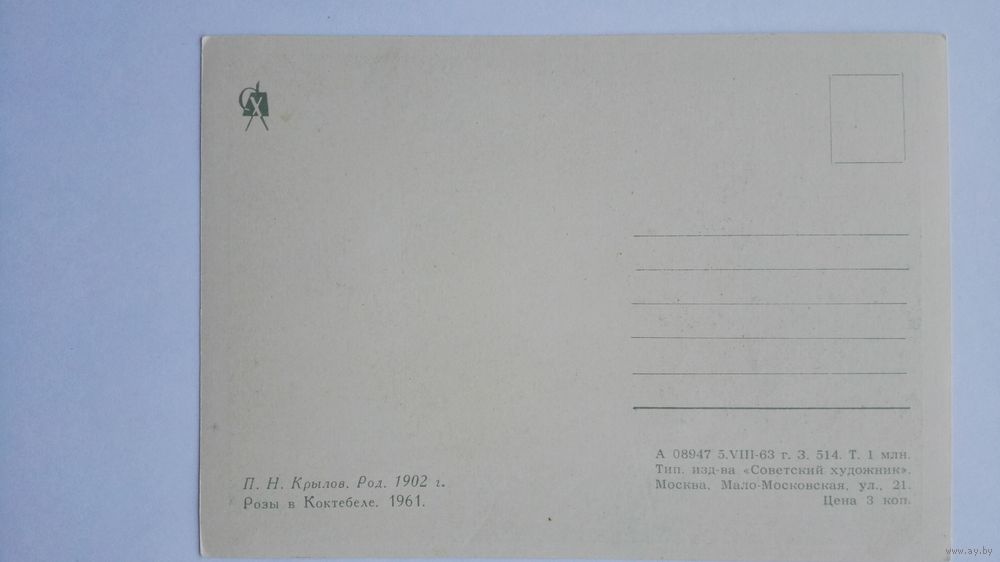 СХ
П. Н. Крылов. Род. 1902 г.
Розы в Коктебеле. 1961.
А 08947 5.VIII-63 г. З. 514. Т. 1 млн.
Тип. изд-ва «Советский художник».
Москва, Мало-Московская, ул., 21.
Цена 3 коп.
www.ay.by